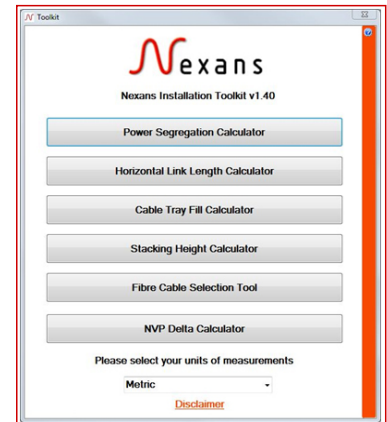 Toolkit
Nexans
Nexans Installation Toolkit v1.40
Power Segregation Calculator
Horizontal Link Length Calculator
Cable Tray Fill Calculator
Stacking Height Calculator
Fibre Cable Selection Tool
NVP Delta Calculator
Please select your units of measurements
Metric
Disclaimer